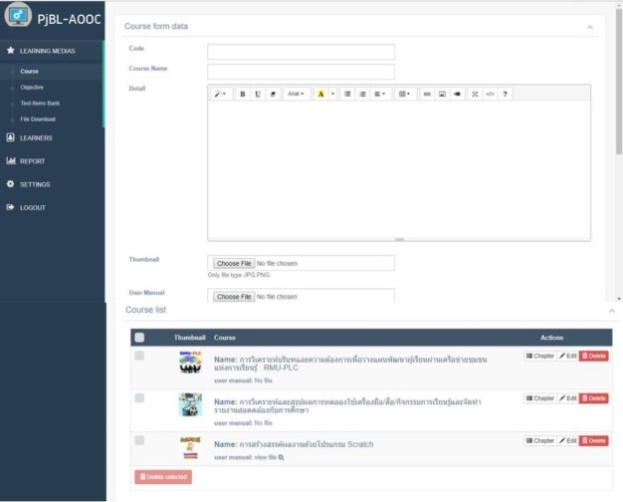 PjBL-AOOC
LEARNING MEDIAS
Course
Objective
Test-Items Bank
File Download
LEARNERS
REPORT
SETTINGS
LOGOUT
Course form data
Code
Course Name
Detail
B U Arial A ?
Thumbnail
Choose File No file chosen
Only file type JPG,PNG
User Manual
Choose File No file chosen
Course list
Thumbnail Course Actions
Name: การวิเคราะห์บริบทและความต้องการเพื่อวางแผนพัฒนาผู้เรียนผ่านเครือข่ายชุมชน
แห่งการเรียนรู้ : RMU-PLC
user manual: No file
Chapter Edit Delete
Name: การวิเคราะห์และสรุปผลการทดลองใช้เครื่องมือ/สื่อ/กิจกรรมการเรียนรู้และจัดทำ
รายงานสอดคล้องกับการศึกษา
user manual: No file
Chapter Edit Delete
Name: การสร้างสรรค์ผลงานด้วยโปรแกรม Scratch
user manual: view file
Chapter Edit Delete
Delete selected